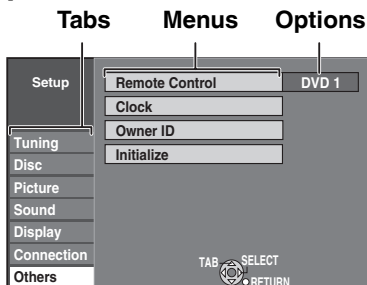 Tabs Menus Options
Setup Remote Control DVD 1
Clock
Owner ID
Initialize
Tuning
Disc
Picture
Sound
Display
Connection
Others
TAB SELECT
RETURN